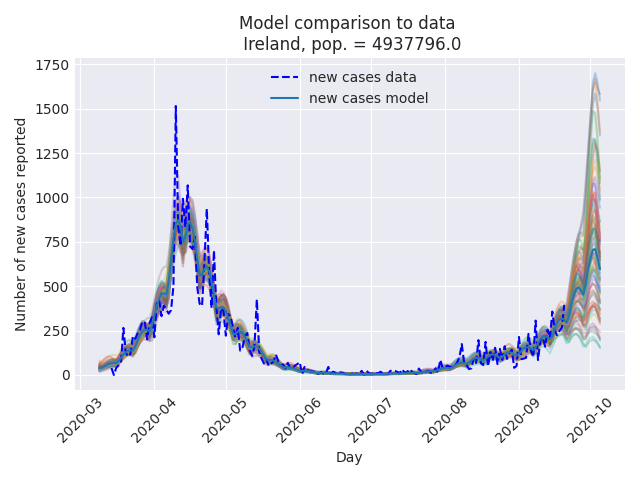 Model comparison to data
Ireland, pop. = 4937796.0
new cases data
new cases model
Number of new cases reported
1750
1500
1250
1000
750
500
250
0
2020-03
2020-04
2020-05
2020-06
2020-07
2020-08
2020-09
2020-10
Day